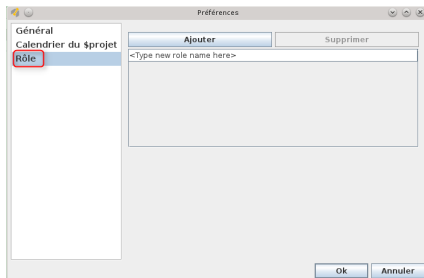 Préférences
Général
Calendrier du $projet
Rôle
Ajouter
Supprimer
<Type new role name here>
Ok
Annuler